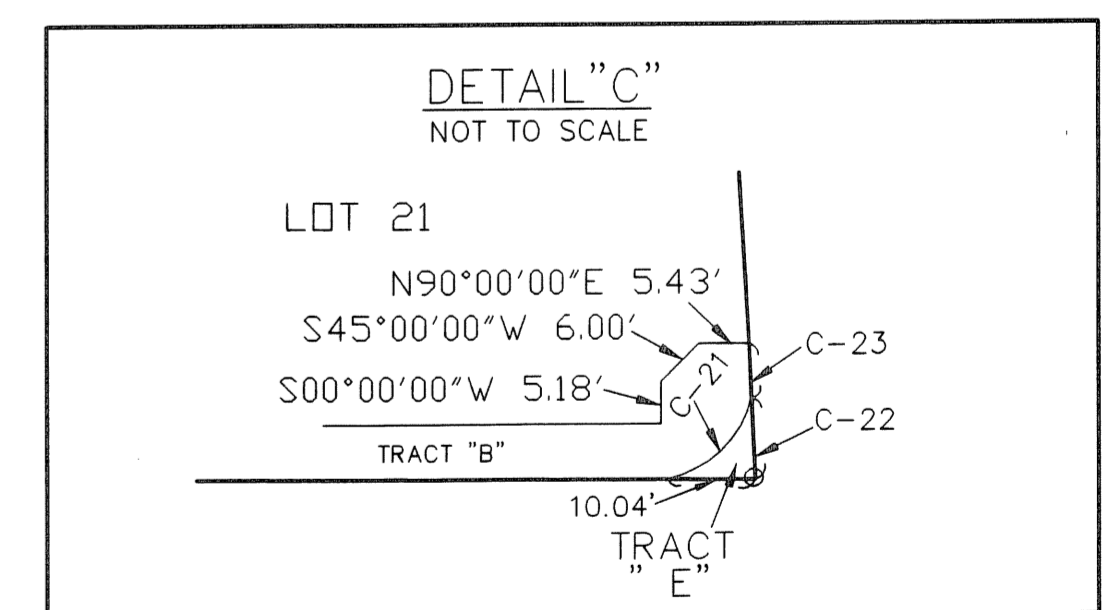 DETAIL"C"
NOT TO SCALE
LOT 21
N90°00'00"E 5.43'
S45°00'00"W 6.00'
C-23
C-21
S00°00'00"W 5.18'
C-22
TRACT "B"
10.04'
TRACT
" E"